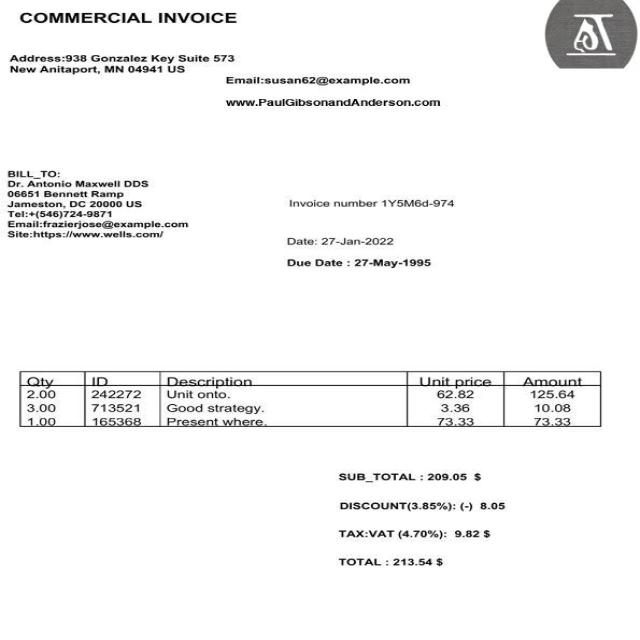 COMMERCIAL INVOICE
Address:938 Gonzalez Key Suite 573
New Anitaport, MN 04941 US
Email:susan62@example.com
www.PaulGibsonandAnderson.com
BILL_TO:
Dr. Antonio Maxwell DDS
06651 Bennett Ramp
Jameston, DC 20000 US
Tel:+(546)724-9871
Email:frazierjose@example.com
Site:https://www.wells.com/
Invoice number 1Y5M6d-974
Date: 27-Jan-2022
Due Date : 27-May-1995
Qty ID Description Unit price Amount
2.00 242272 Unit onto. 62.82 125.64
3.00 713521 Good strategy. 3.36 10.08
1.00 165368 Present where. 73.33 73.33
SUB_TOTAL : 209.05 $
DISCOUNT(3.85%): (-) 8.05
TAX:VAT (4.70%): 9.82 $
TOTAL : 213.54 $